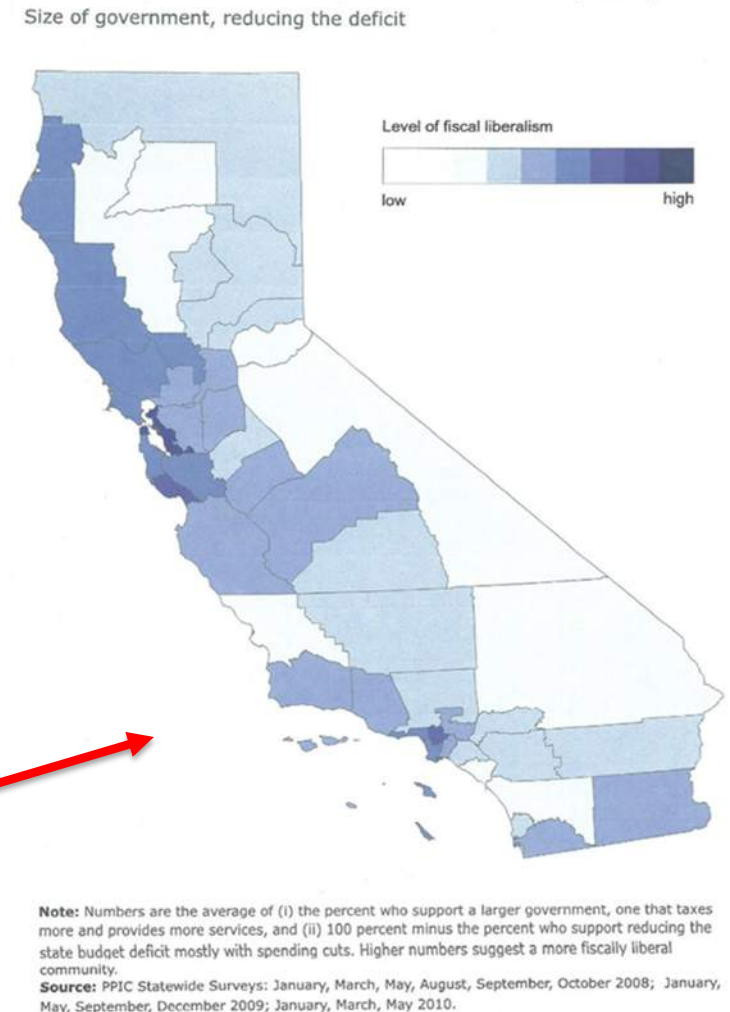 Size of government, reducing the deficit
Level of fiscal liberalism
low
high
Note: Numbers are the average of (i) the percent who support a larger government, one that taxes
more and provides more services, and (ii) 100 percent minus the percent who support reducing the
state budget deficit mostly with spending cuts. Higher numbers suggest a more fiscally liberal
community.
Source: PPIC Statewide Surveys: January, March, May, August, September, October 2008; January,
May, September, December 2009; January, March, May 2010.